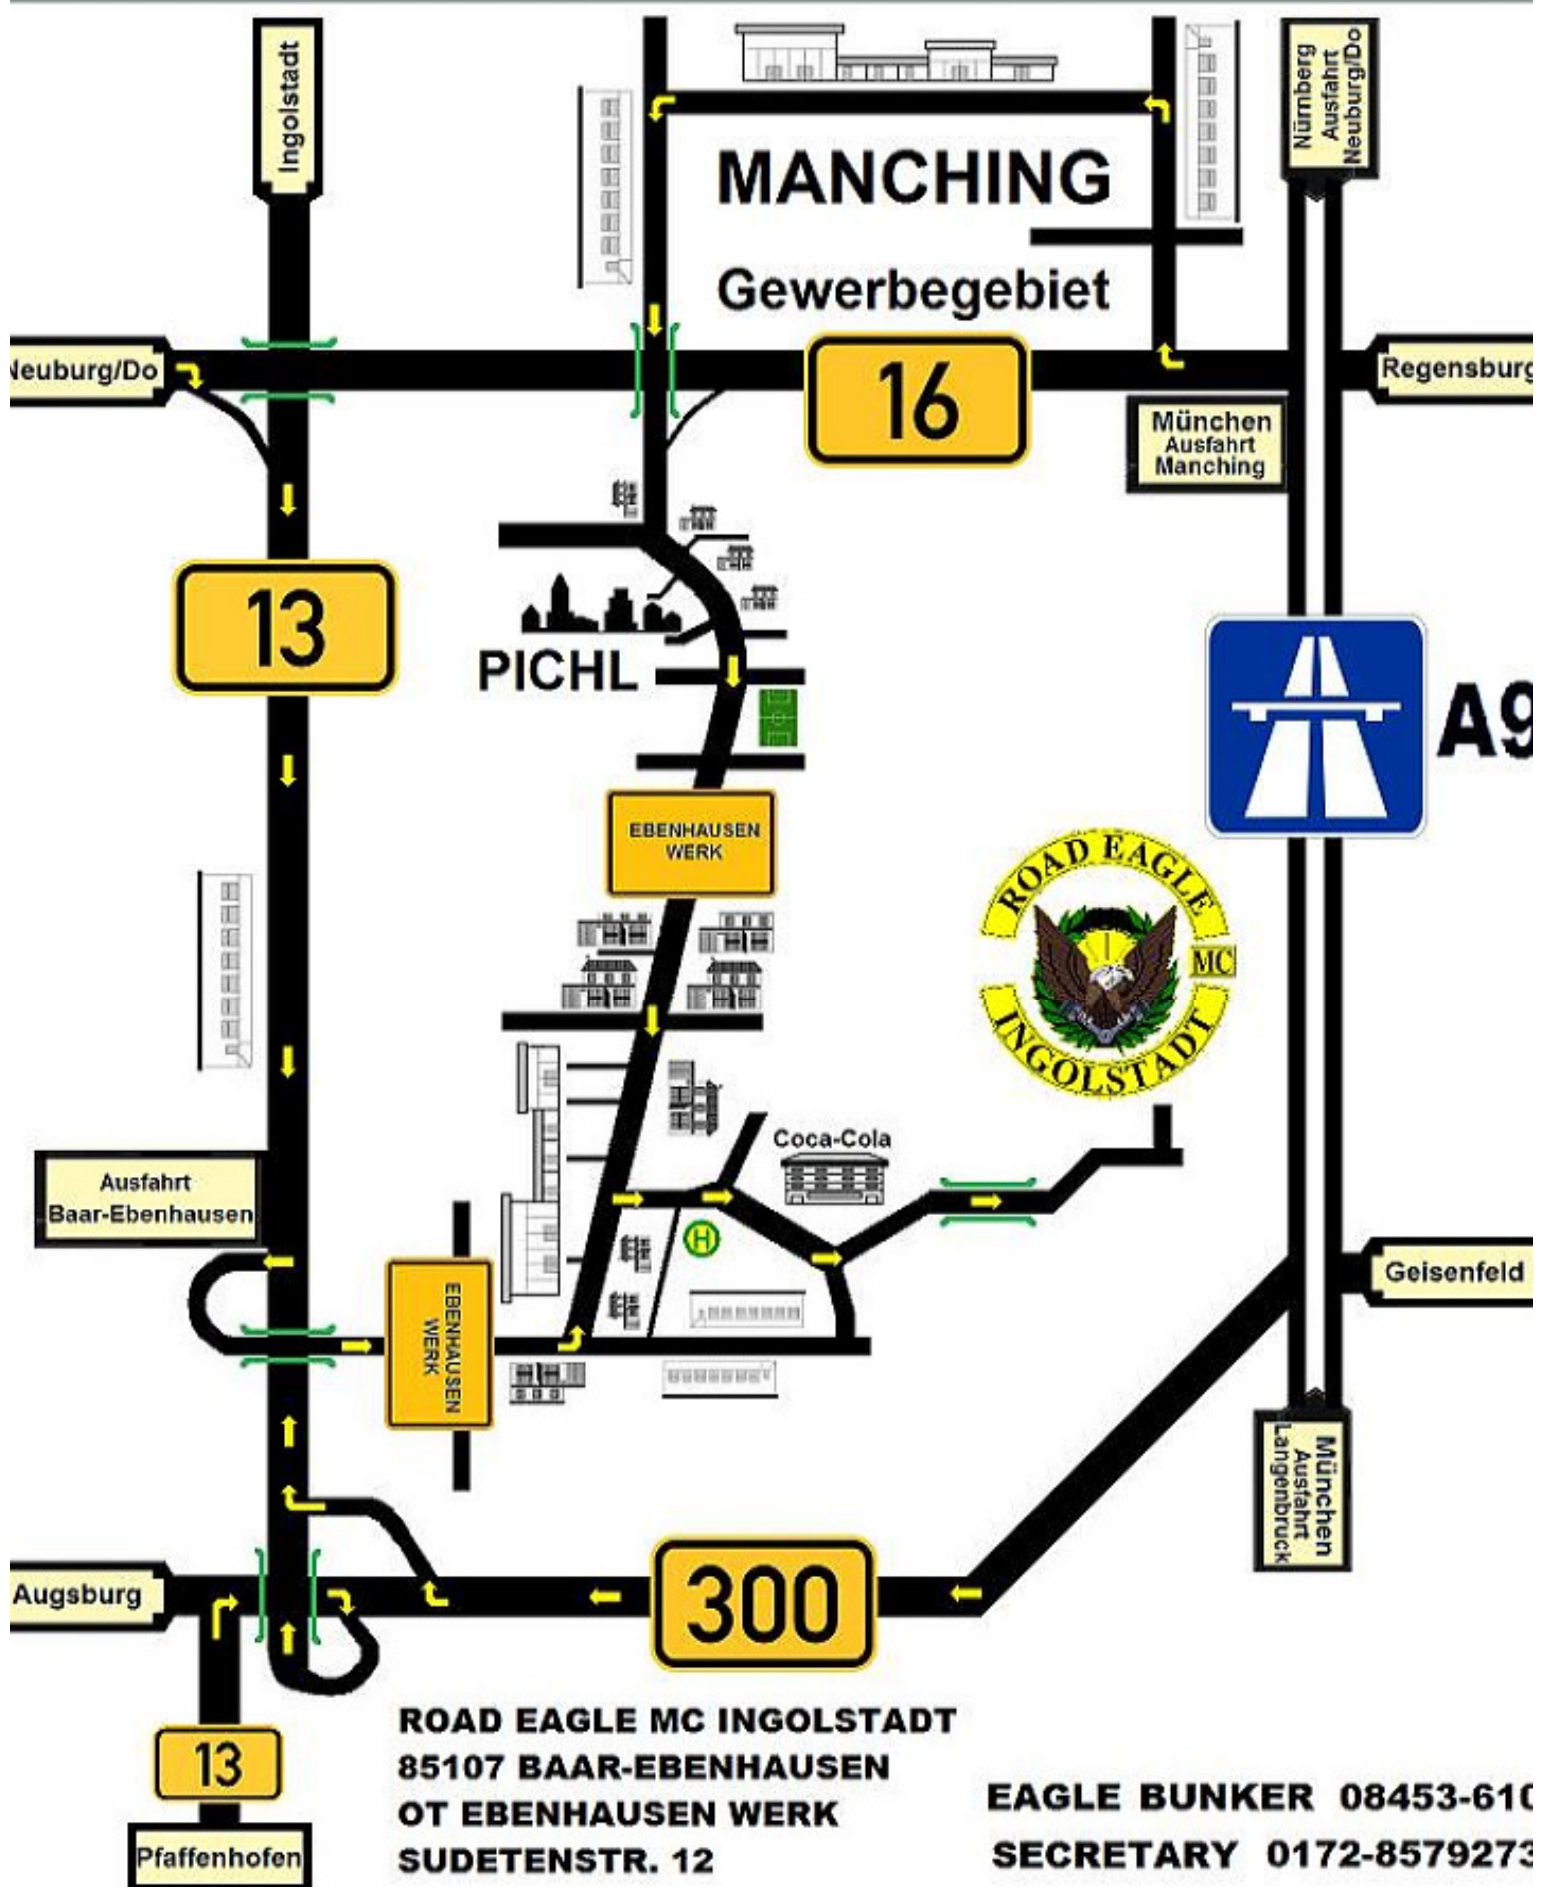 Ingolstadt
Nürnberg
Ausfahrt
Neuburg/Do
MANCHING
Gewerbegebiet
Neuburg/Do
16
Regensburg
München
Ausfahrt
Manching
13
PICHL
A9
EBENHAUSEN
WERK
ROAD EAGLE
MC
INGOLSTADT
Coca-Cola
Ausfahrt
Baar-Ebenhausen
H
EBENHAUSEN
WERK
Geisenfeld
München
Ausfahrt
Langenbruck
Augsburg
300
13
Pfaffenhofen
ROAD EAGLE MC INGOLSTADT
85107 BAAR-EBENHAUSEN
OT EBENHAUSEN WERK
SUDETENSTR. 12
EAGLE BUNKER 08453-610
SECRETARY 0172-8579273